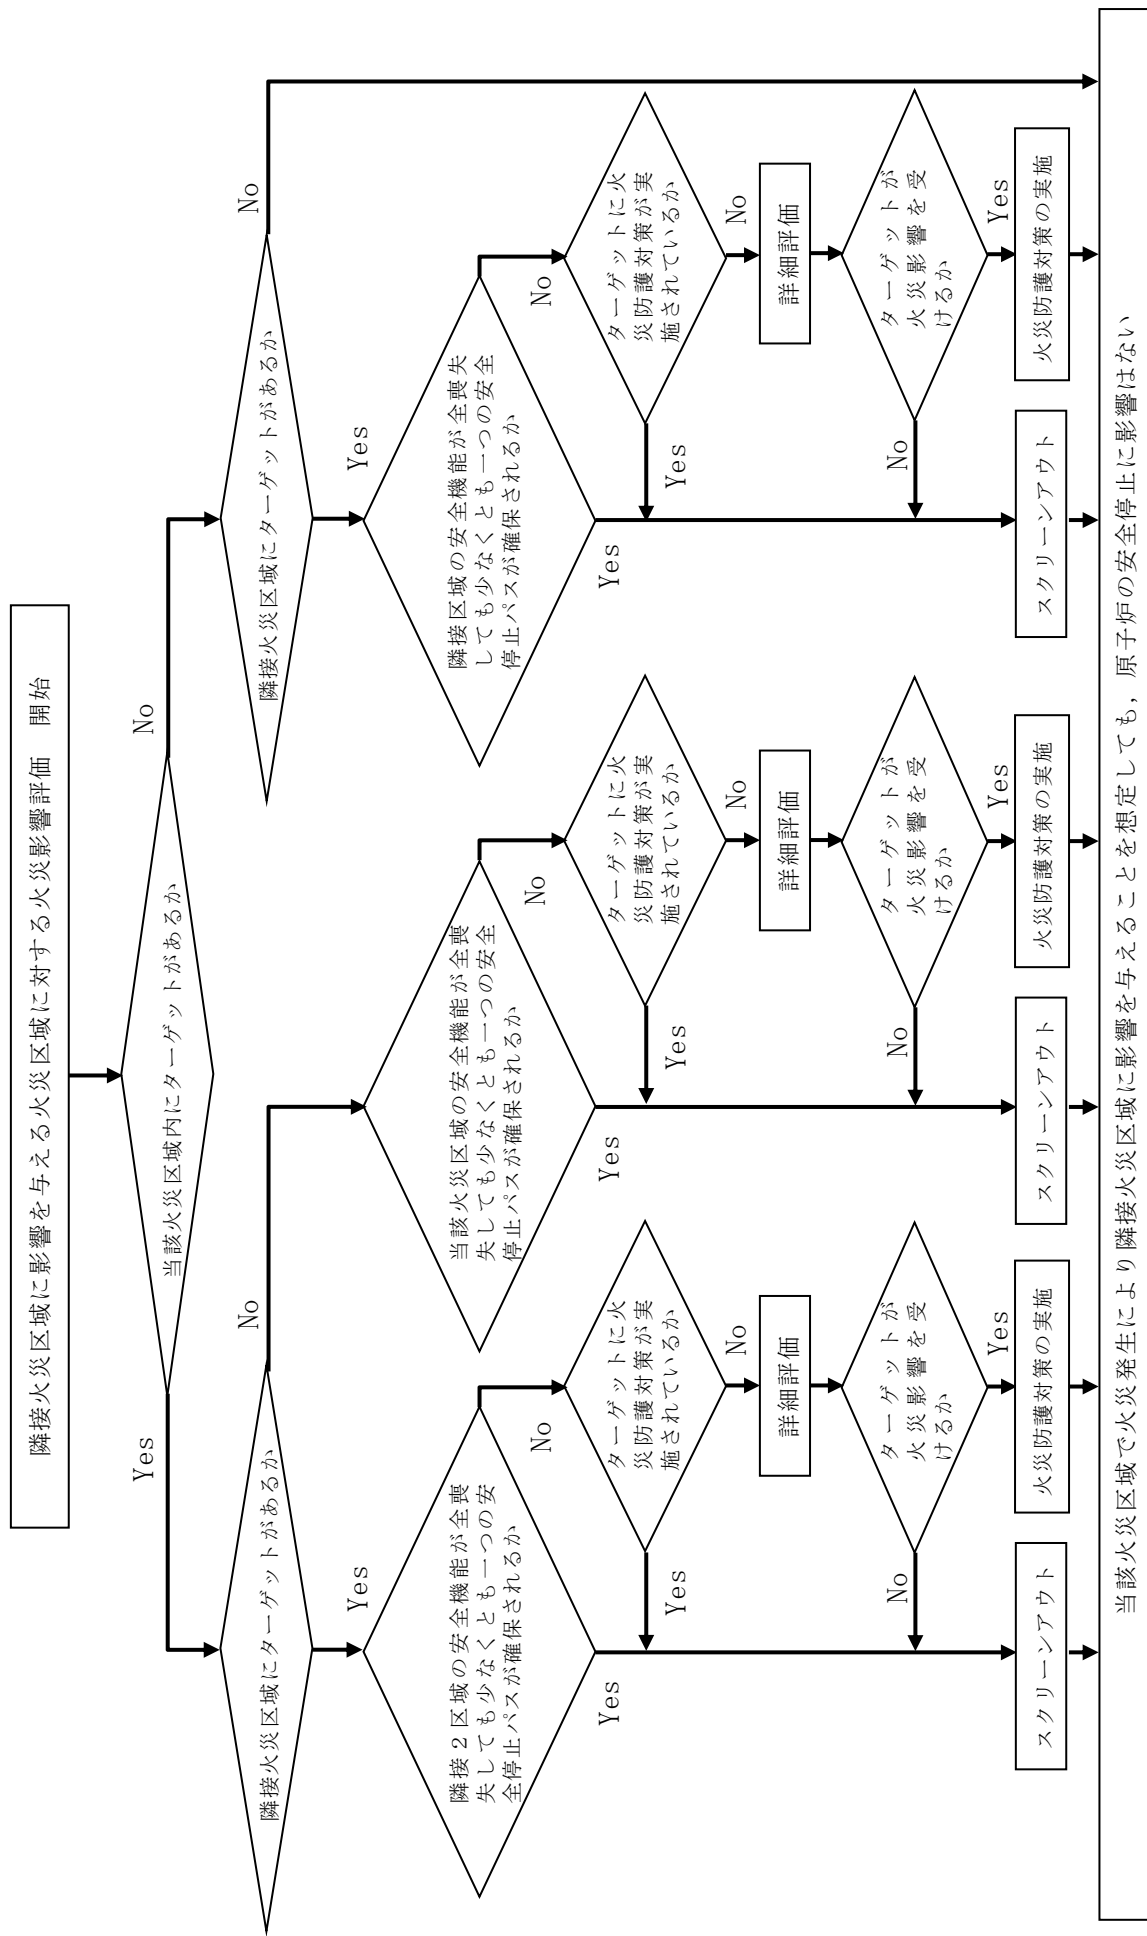 隣接火災区域に影響を与える火災区域に対する火災影響評価　開始
当該火災区域内にターゲットがあるか
Yes
No
隣接火災区域にターゲットがあるか
No
Yes
隣接２区域の安全機能が全喪
失しても少なくとも一つの安
全停止パスが確保されるか
No
Yes
ターゲットに火
災防護対策が実
施されているか
Yes
No
詳細評価
ターゲットが
火災影響を受
けるか
No
Yes
スクリーンアウト
火災防護対策の実施
当該火災区域の安全機能が全喪
失しても少なくとも一つの安全
停止パスが確保されるか
No
Yes
ターゲットに火
災防護対策が実
施されているか
Yes
No
詳細評価
ターゲットが
火災影響を受
けるか
No
Yes
スクリーンアウト
火災防護対策の実施
隣接火災区域にターゲットがあるか
No
Yes
隣接区域の安全機能が全喪失
しても少なくとも一つの安全
停止パスが確保されるか
No
Yes
ターゲットに火
災防護対策が実
施されているか
Yes
No
詳細評価
ターゲットが
火災影響を受
けるか
No
Yes
スクリーンアウト
火災防護対策の実施
当該火災区域で火災発生により隣接火災区域に影響を与えることを想定しても，原子炉の安全停止に影響はない